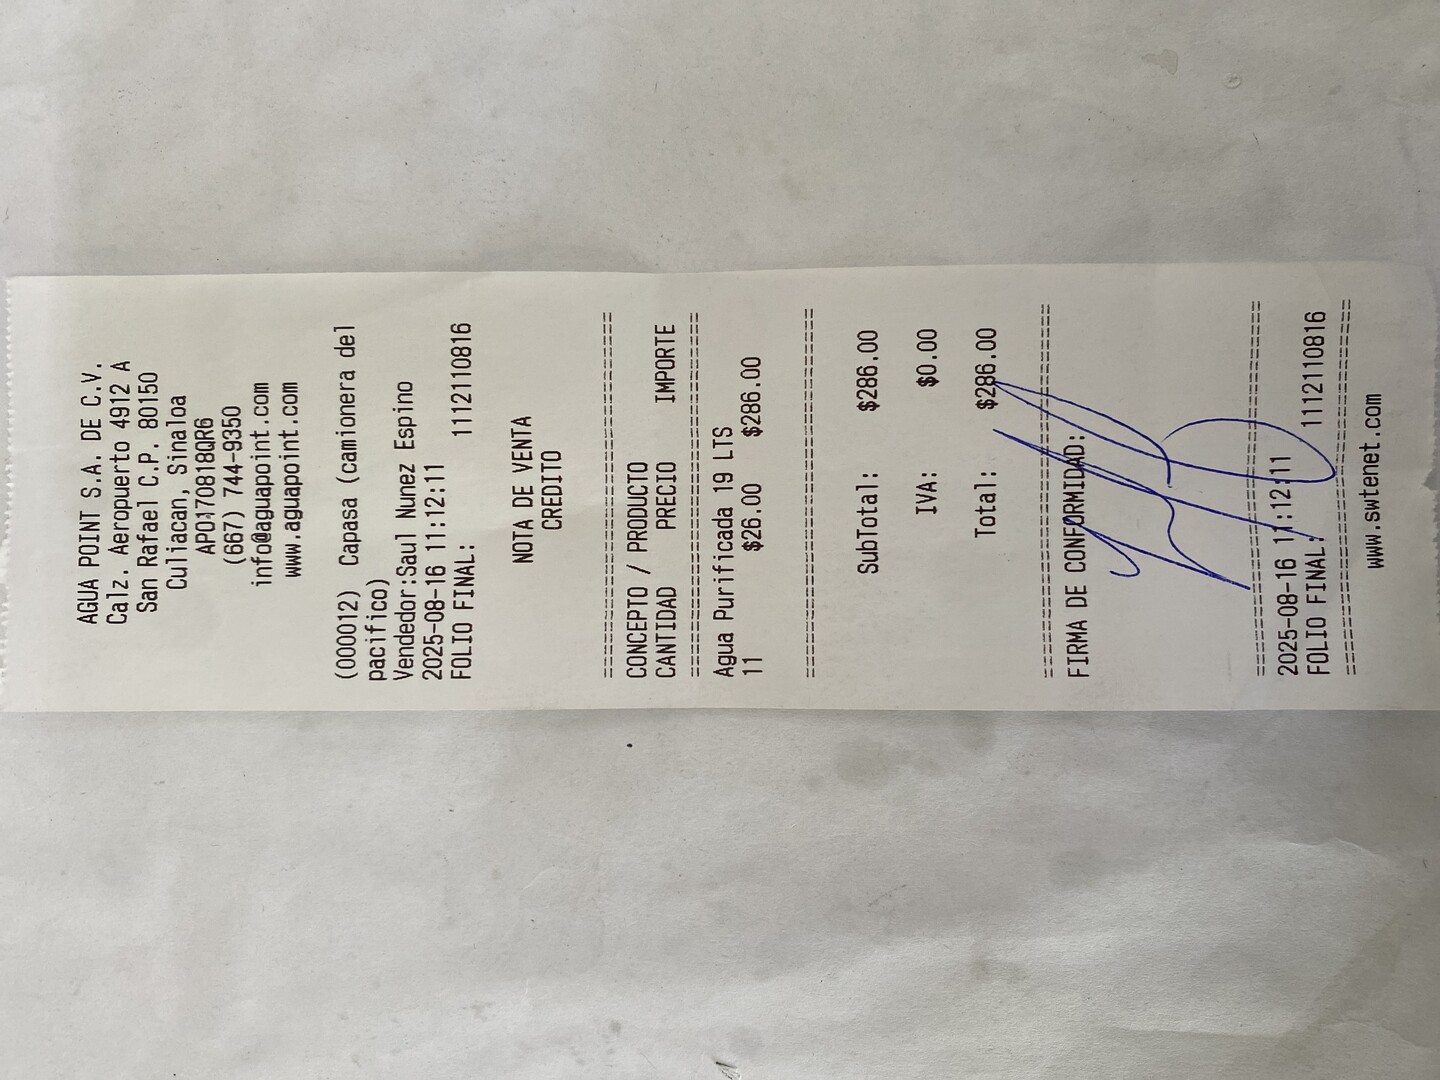 AGUA POINT S.A. DE C.V.
Calz. Aeropuerto 4912 A
San Rafael C.P. 80150
Culiacan, Sinaloa
APO170818QR6
(667) 744-9350
info@aguapoint.com
www.aguapoint.com
(000012) Capasa (camionera del
pacifico)
Vendedor:Saul Nunez Espino
2025-08-16 11:12:11
FOLIO FINAL: 1112110816
NOTA DE VENTA
CREDITO
==========================================
CONCEPTO / PRODUCTO
CANTIDAD PRECIO IMPORTE
==========================================
Agua Purificada 19 LTS
11 $26.00 $286.00
==========================================
SubTotal: $286.00
IVA: $0.00
Total: $286.00
==========================================
FIRMA DE CONFORMIDAD:
==========================================
2025-08-16 11:12:11
FOLIO FINAL: 1112110816
==========================================
www.swtenet.com